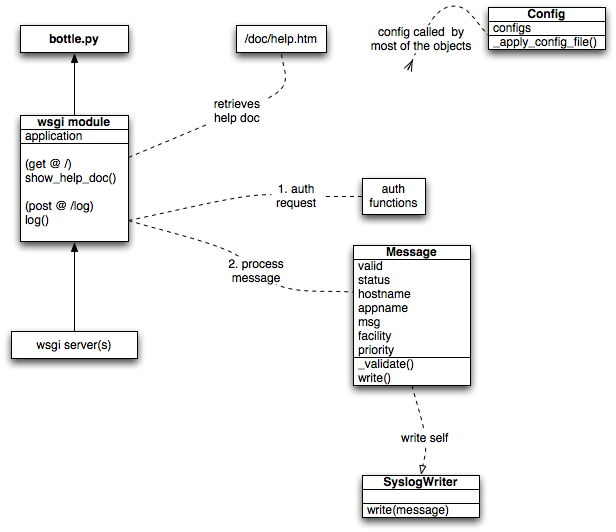 bottle.py
/doc/help.htm
config called by
most of the objects
Config
configs
_apply_config_file()
retrieves
help doc
wsgi module
application
(get @ /)
show_help_doc()
(post @ /log)
log()
1. auth
request
auth
functions
2. process
message
Message
valid
status
hostname
appname
msg
facility
priority
_validate()
write()
wsgi server(s)
write self
SyslogWriter
write(message)